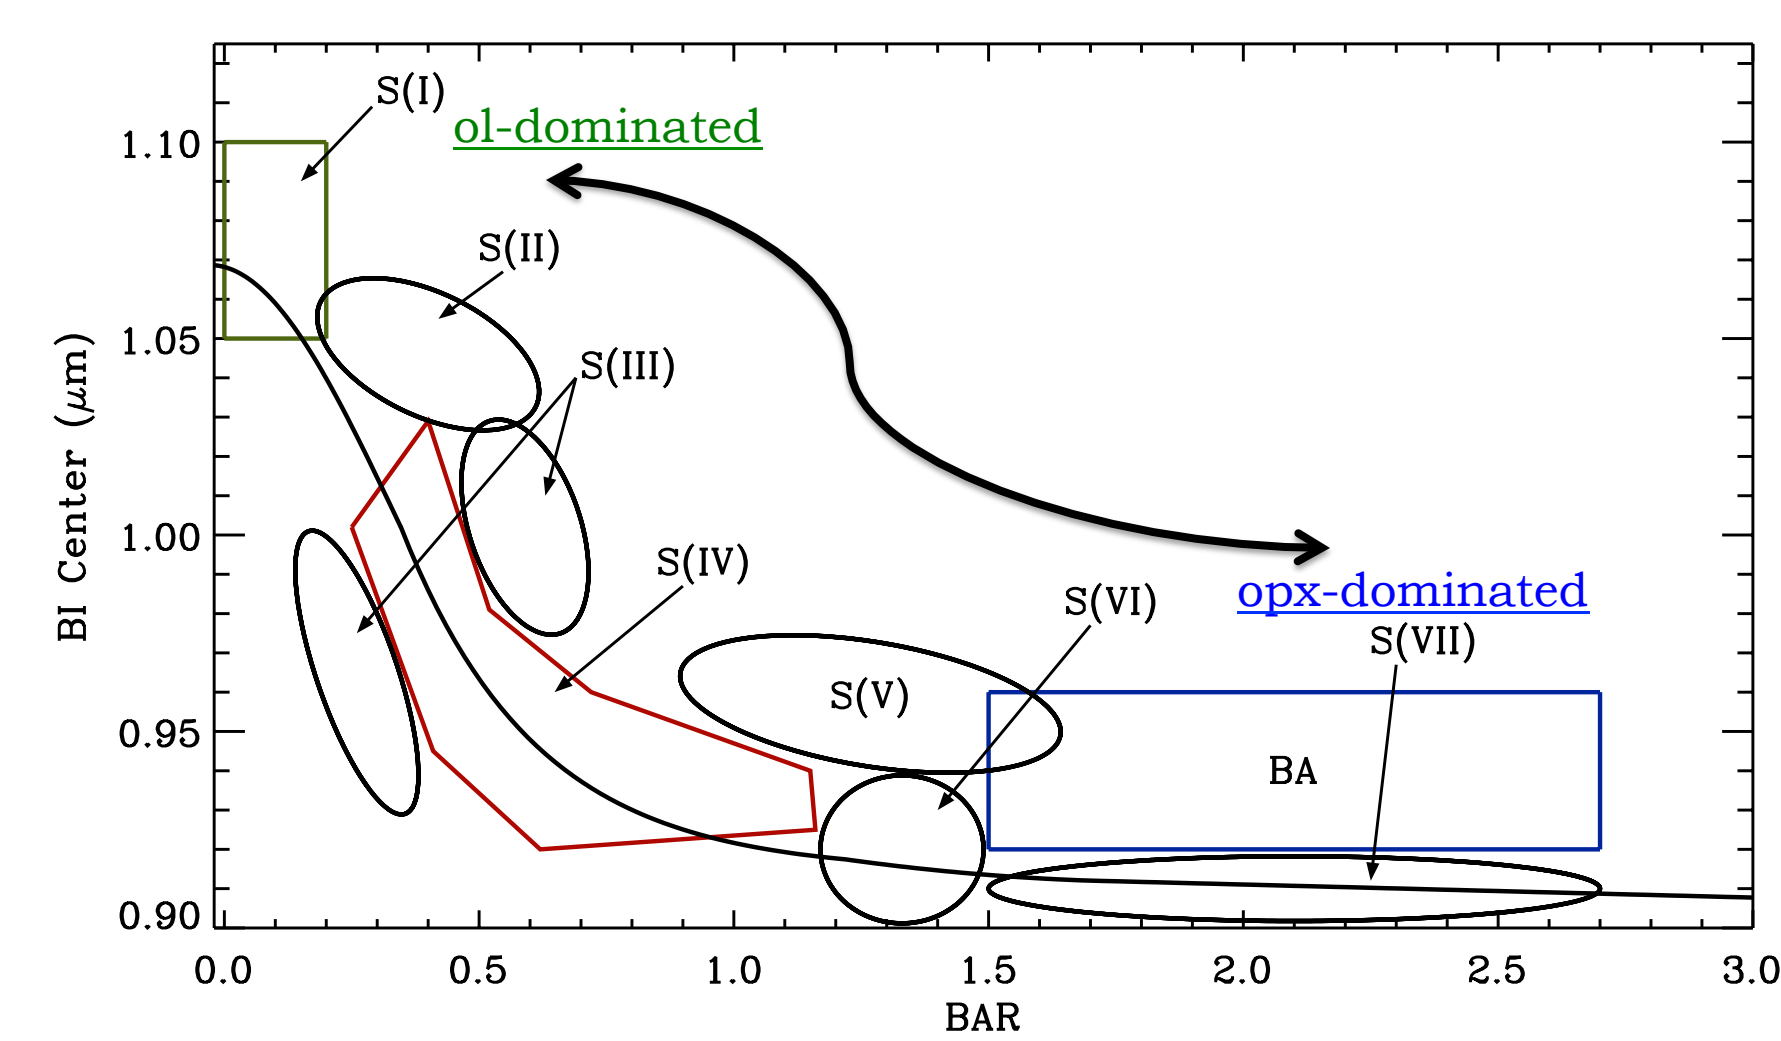 S(I)
ol-dominated
1.10
S(II)
1.05
S(III)
BI Center (μm)
1.00
S(IV)
S(VI)
opx-dominated
S(VII)
S(V)
0.95
BA
0.90
0.0 0.5 1.0 1.5 2.0 2.5 3.0
BAR